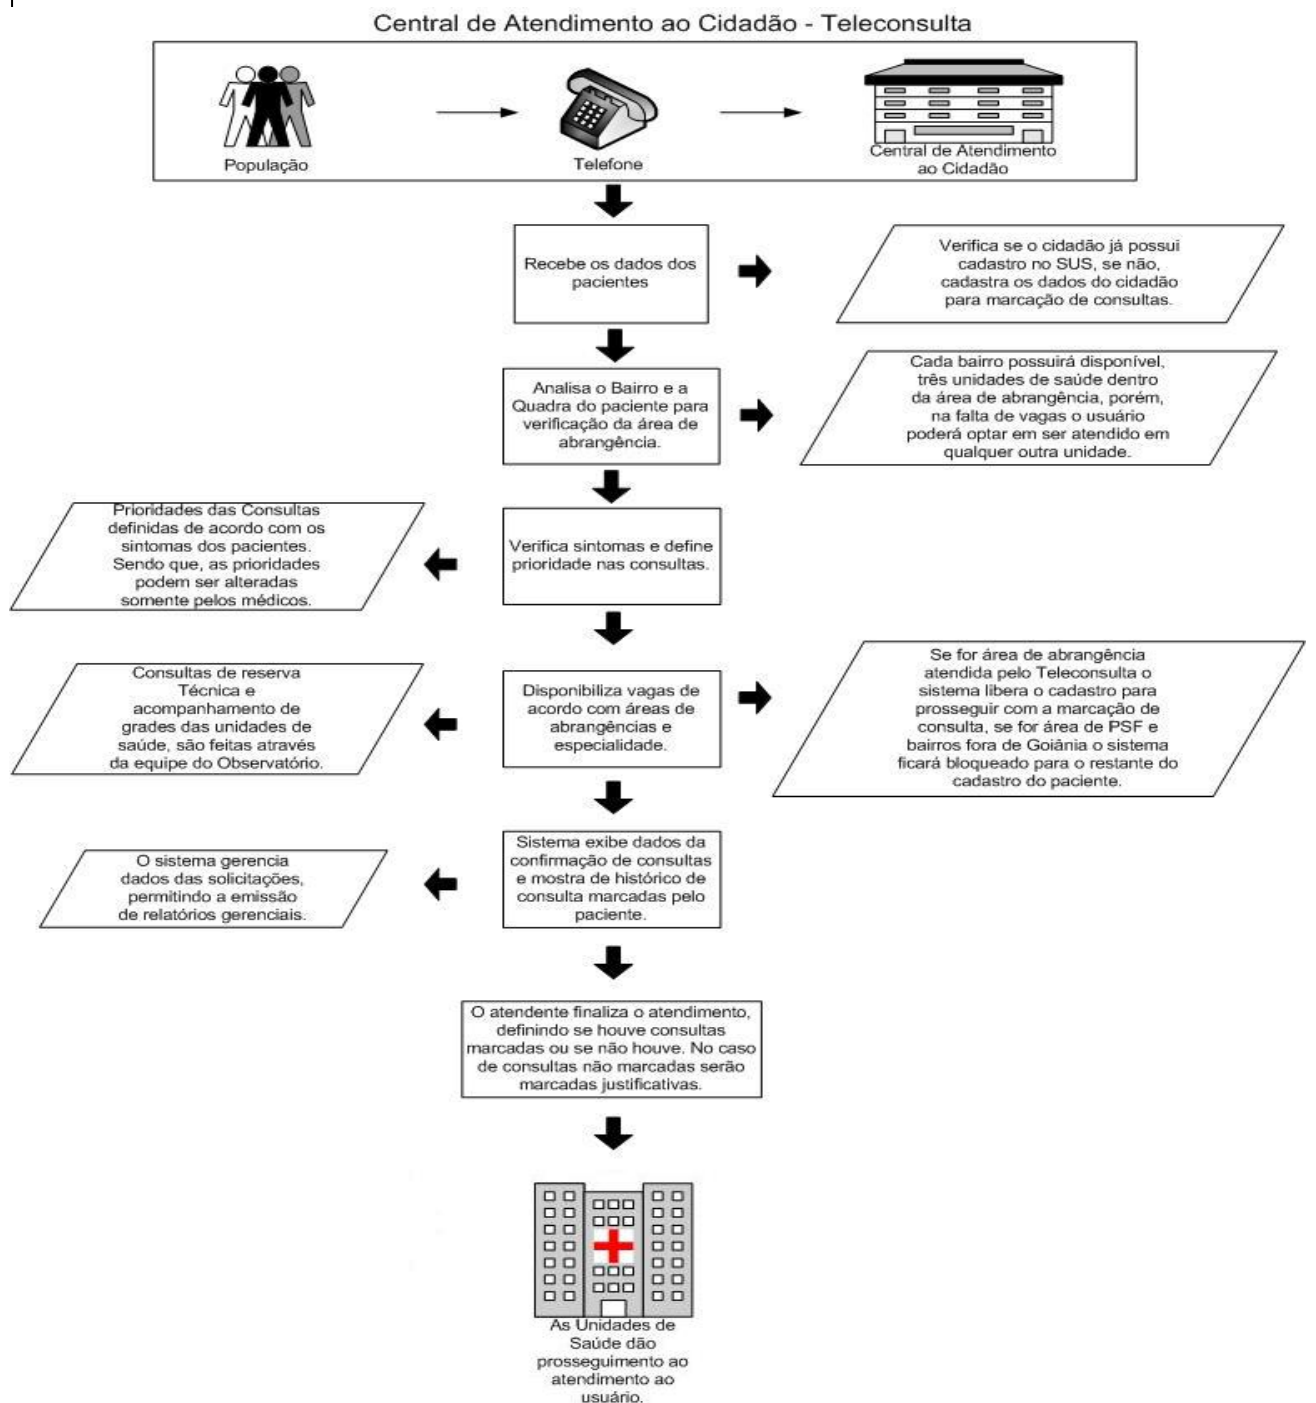 Central de Atendimento ao Cidadão - Teleconsulta
População
Telefone
Central de Atendimento
ao Cidadão
Recebe os dados dos
pacientes
Verifica se o cidadão já possui
cadastro no SUS, se não,
cadastra os dados do cidadão
para marcação de consultas.
Analisa o Bairro e a
Quadra do paciente para
verificação da área de
abrangência.
Cada bairro possuirá disponível,
três unidades de saúde dentro
da área de abrangência, porém,
na falta de vagas o usuário
poderá optar em ser atendido em
qualquer outra unidade.
Prioridades das Consultas
definidas de acordo com os
sintomas dos pacientes.
Sendo que, as prioridades
podem ser alteradas
somente pelos médicos.
Verifica sintomas e define
prioridade nas consultas.
Consultas de reserva
Técnica e
acompanhamento de
grades das unidades de
saúde, são feitas através
da equipe do Observatório.
Disponibiliza vagas de
acordo com áreas de
abrangências e
especialidade.
Se for área de abrangência
atendida pelo Teleconsulta o
sistema libera o cadastro para
prosseguir com a marcação de
consulta, se for área de PSF e
bairros fora de Goiânia o sistema
ficará bloqueado para o restante do
cadastro do paciente.
O sistema gerencia
dados das solicitações,
permitindo a emissão
de relatórios gerenciais.
Sistema exibe dados da
confirmação de consultas
e mostra de histórico de
consulta marcadas pelo
paciente.
O atendente finaliza o atendimento,
definindo se houve consultas
marcadas ou se não houve. No caso
de consultas não marcadas serão
marcadas justificativas.
As Unidades de
Saúde dão
prosseguimento ao
atendimento ao
usuário.